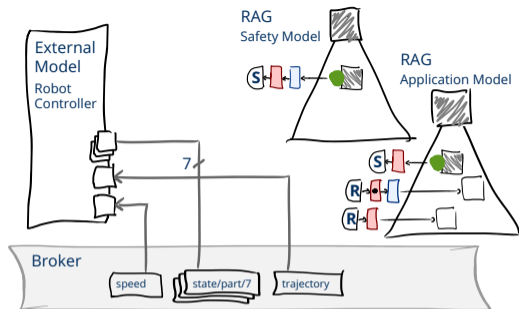 RAG
Safety Model
External
Model
Robot
Controller
RAG
Application Model
S
S
R
R
7
Broker
speed
state/part/7
trajectory